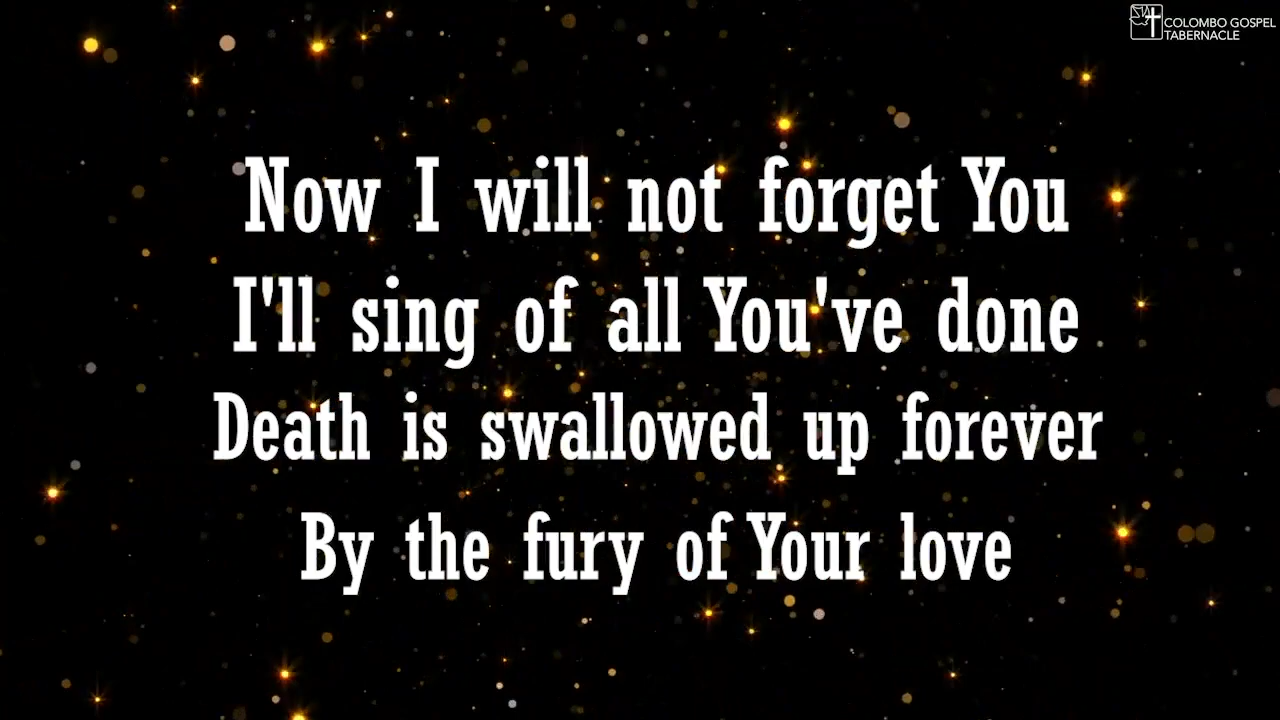 COLOMBO GOSPEL
TABERNACLE
Now I will not forget You
I'll sing of all You've done
Death is swallowed up forever
By the fury of Your love